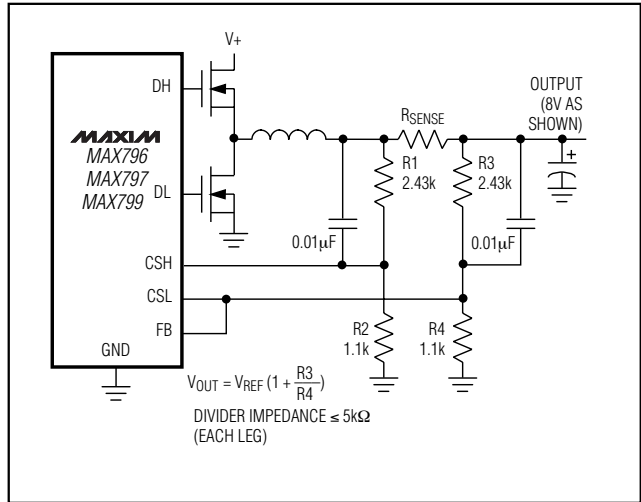 V+
DH
OUTPUT
(8V AS
SHOWN)
RSENSE
MAXIM
MAX796
MAX797
MAX799
R1
2.43k
R3
2.43k
DL
0.01µF
0.01µF
CSH
CSL
FB
R2
1.1k
R4
1.1k
GND
VOUT = VREF (1 + R3/R4)
DIVIDER IMPEDANCE ≤ 5kΩ
(EACH LEG)
+